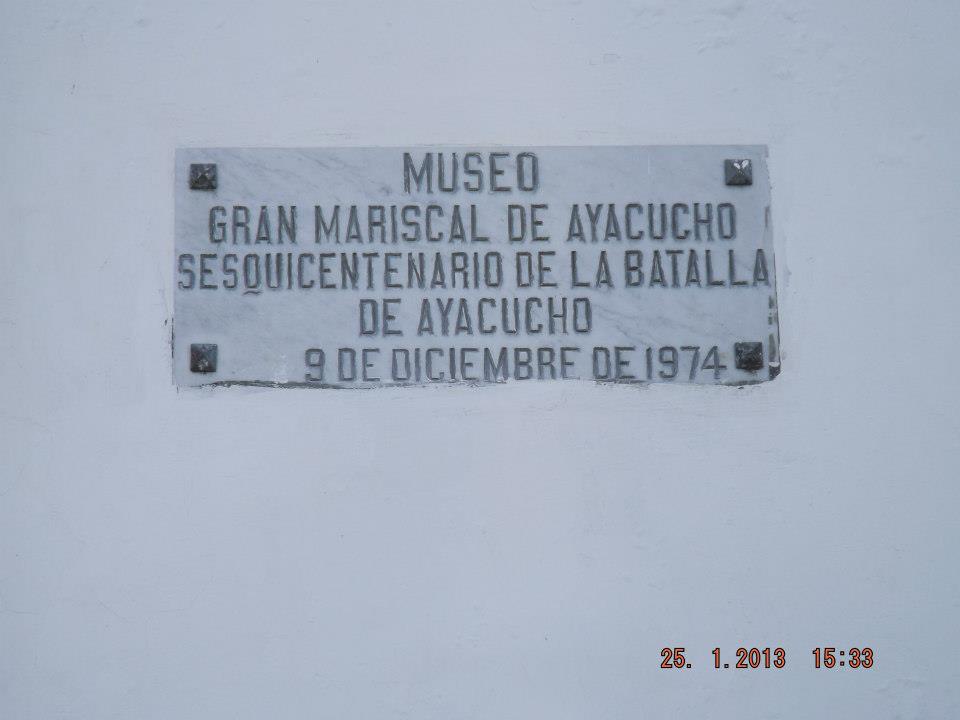 MUSEO
GRAN MARISCAL DE AYACUCHO
SESQUICENTENARIO DE LA BATALLA
DE AYACUCHO
9 DE DICIEMBRE DE 1974
25. 1.2013 15:33